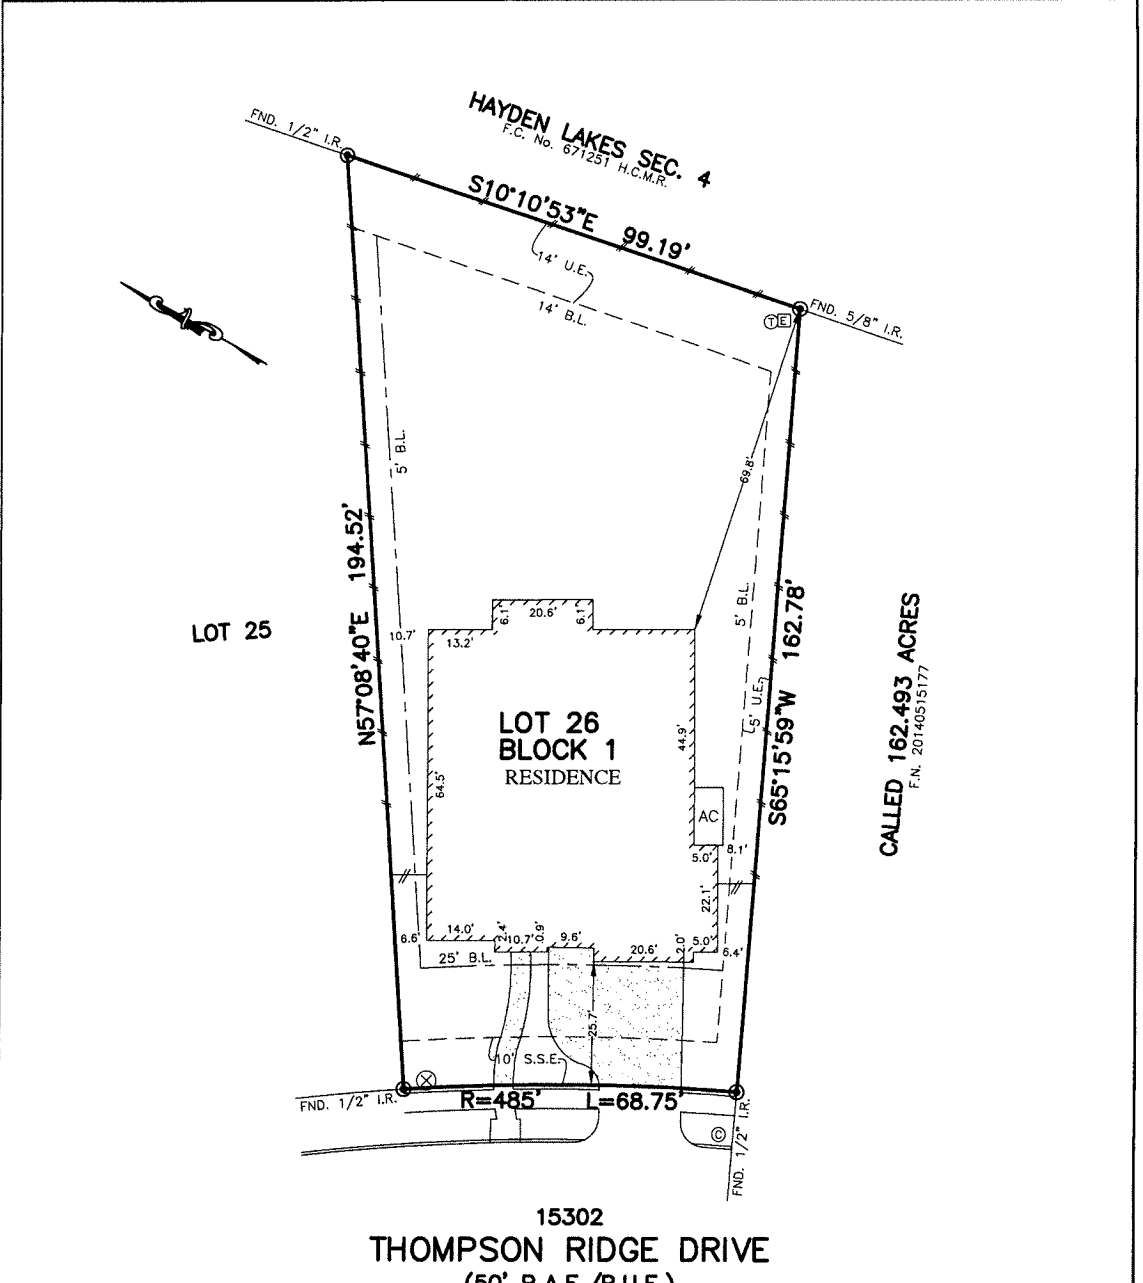 HAYDEN LAKES SEC. 4
F.C. No. 671251 H.C.M.R.
FND. 1/2" I.R.
S10°10'53"E 99.19'
14' U.E.
14' B.L.
FND. 5/8" I.R.
T E
5' B.L.
69.8'
N57°08'40"E 194.52'
LOT 25
5' B.L.
5' U.E.
S65°15'59"W 162.78'
CALLED 162.493 ACRES
F.N. 20140515177
10.7'
13.2'
6.1'
20.6'
6.1'
LOT 26
BLOCK 1
RESIDENCE
44.9'
64.5'
AC
8.1'
5.0'
22.1'
6.6'
14.0'
2.4'
10.7'
0.9'
9.6'
20.6'
2.0'
5.0'
6.4'
25' B.L.
25.7'
10' S.S.E.
FND. 1/2" I.R.
R=485' L=68.75'
C
FND. 1/2" I.R.
15302
THOMPSON RIDGE DRIVE
(50' P.A.E./P.U.E.)